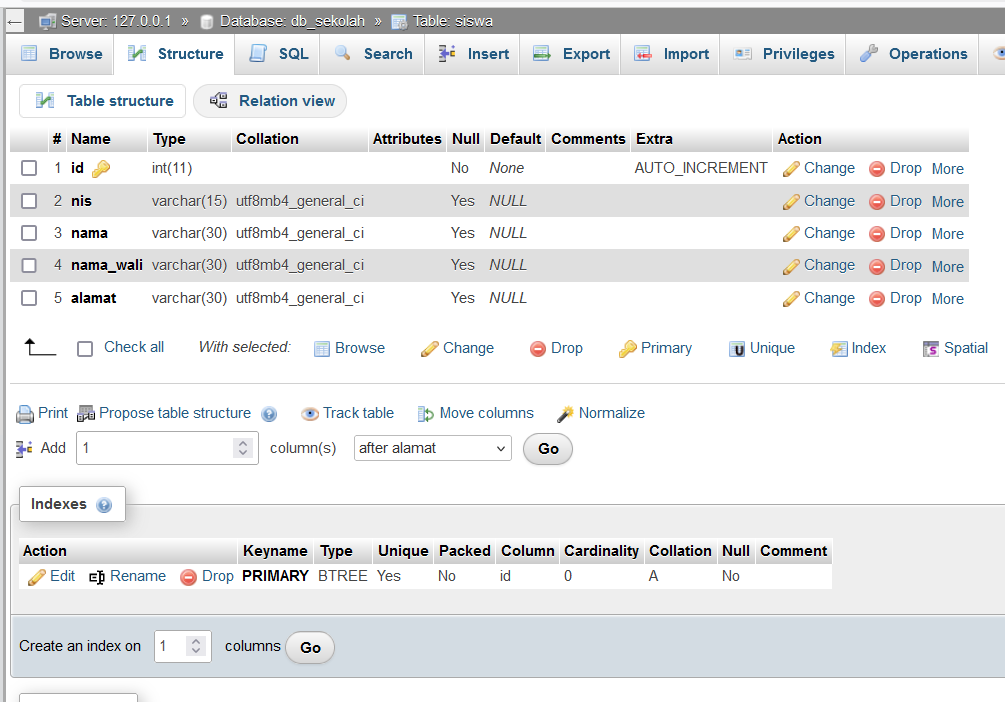 Server: 127.0.0.1 » Database: db_sekolah » Table: siswa
Browse Structure SQL Search Insert Export Import Privileges Operations
Table structure Relation view
# Name Type Collation Attributes Null Default Comments Extra Action
1 id int(11) No None AUTO_INCREMENT Change Drop More
2 nis varchar(15) utf8mb4_general_ci Yes NULL Change Drop More
3 nama varchar(30) utf8mb4_general_ci Yes NULL Change Drop More
4 nama_wali varchar(30) utf8mb4_general_ci Yes NULL Change Drop More
5 alamat varchar(30) utf8mb4_general_ci Yes NULL Change Drop More
Check all With selected: Browse Change Drop Primary Unique Index Spatial
Print Propose table structure Track table Move columns Normalize
Add 1 column(s) after alamat Go
Indexes
Action Keyname Type Unique Packed Column Cardinality Collation Null Comment
Edit Rename Drop PRIMARY BTREE Yes No id 0 A No
Create an index on 1 columns Go